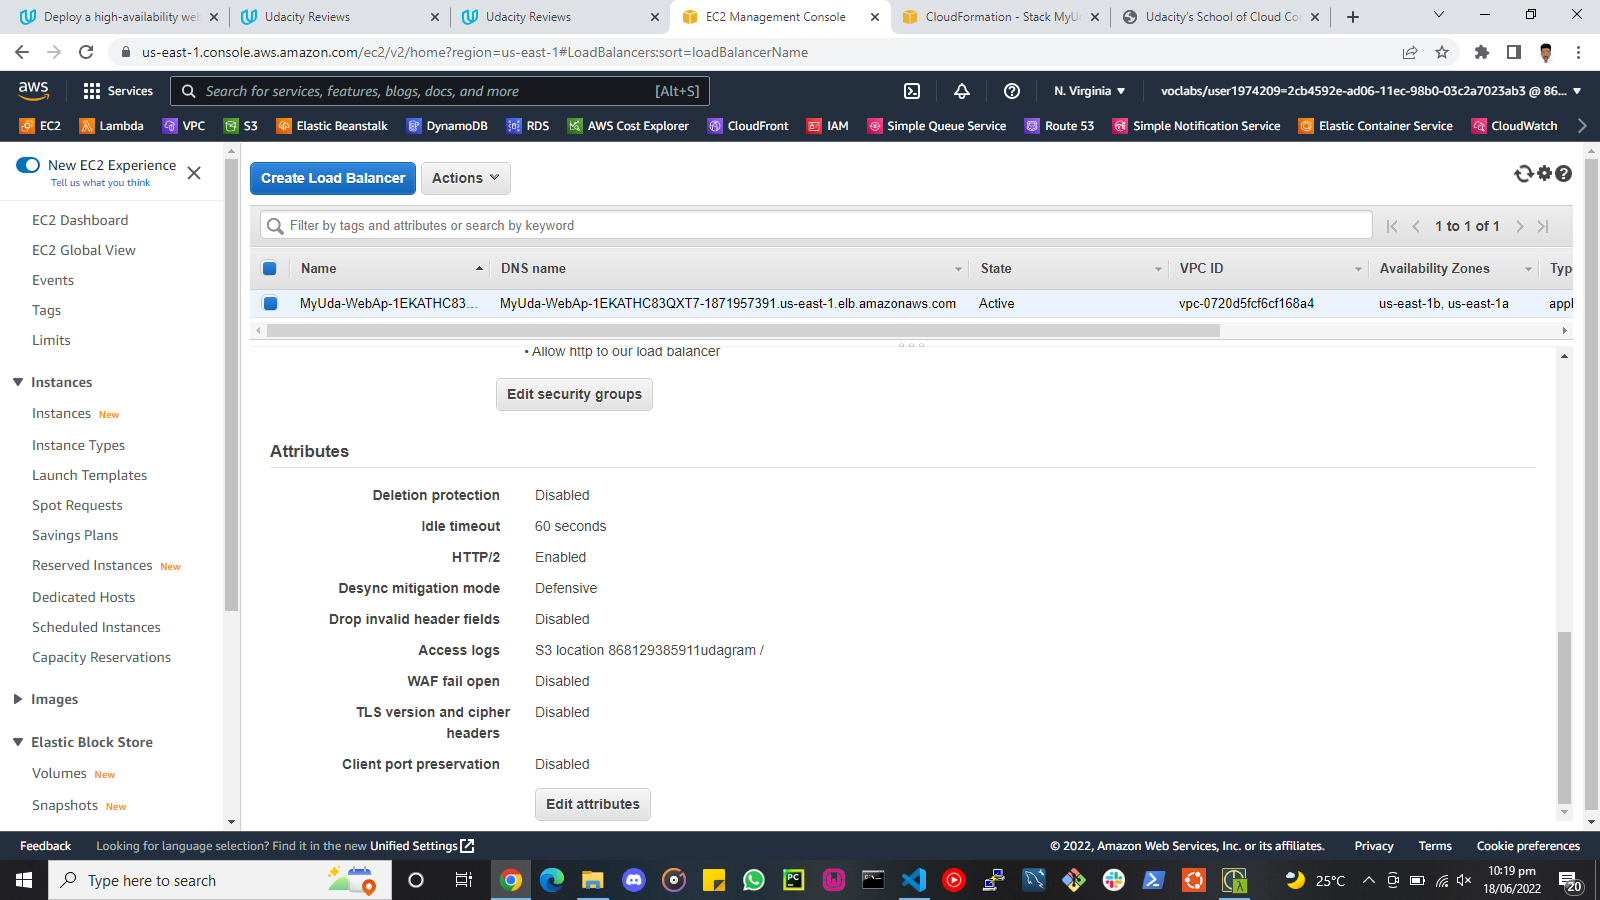 Deploy a high-availability web
Udacity Reviews
Udacity Reviews
EC2 Management Console
CloudFormation - Stack MyUd
Udacity's School of Cloud Co
us-east-1.console.aws.amazon.com/ec2/v2/home?region=us-east-1#LoadBalancers:sort=loadBalancerName
aws
Services
Search for services, features, blogs, docs, and more
[Alt+S]
N. Virginia
voclabs/user1974209=2cb4592e-ad06-11ec-98b0-03c2a7023ab3 @ 86...
EC2
Lambda
VPC
S3
Elastic Beanstalk
DynamoDB
RDS
AWS Cost Explorer
CloudFront
IAM
Simple Queue Service
Route 53
Simple Notification Service
Elastic Container Service
CloudWatch
New EC2 Experience
Tell us what you think
EC2 Dashboard
EC2 Global View
Events
Tags
Limits
Instances
Instances New
Instance Types
Launch Templates
Spot Requests
Savings Plans
Reserved Instances New
Dedicated Hosts
Scheduled Instances
Capacity Reservations
Images
Elastic Block Store
Volumes New
Snapshots New
Create Load Balancer
Actions
Filter by tags and attributes or search by keyword
1 to 1 of 1
Name
DNS name
State
VPC ID
Availability Zones
Typ
MyUda-WebAp-1EKATHC83...
MyUda-WebAp-1EKATHC83QXT7-1871957391.us-east-1.elb.amazonaws.com
Active
vpc-0720d5fcf6cf168a4
us-east-1b, us-east-1a
appl
• Allow http to our load balancer
Edit security groups
Attributes
Deletion protection Disabled
Idle timeout 60 seconds
HTTP/2 Enabled
Desync mitigation mode Defensive
Drop invalid header fields Disabled
Access logs S3 location 868129385911udagram /
WAF fail open Disabled
TLS version and cipher Disabled
headers
Client port preservation Disabled
Edit attributes
Feedback
Looking for language selection? Find it in the new Unified Settings
© 2022, Amazon Web Services, Inc. or its affiliates.
Privacy
Terms
Cookie preferences
Type here to search
25°C
10:19 pm
18/06/2022
20